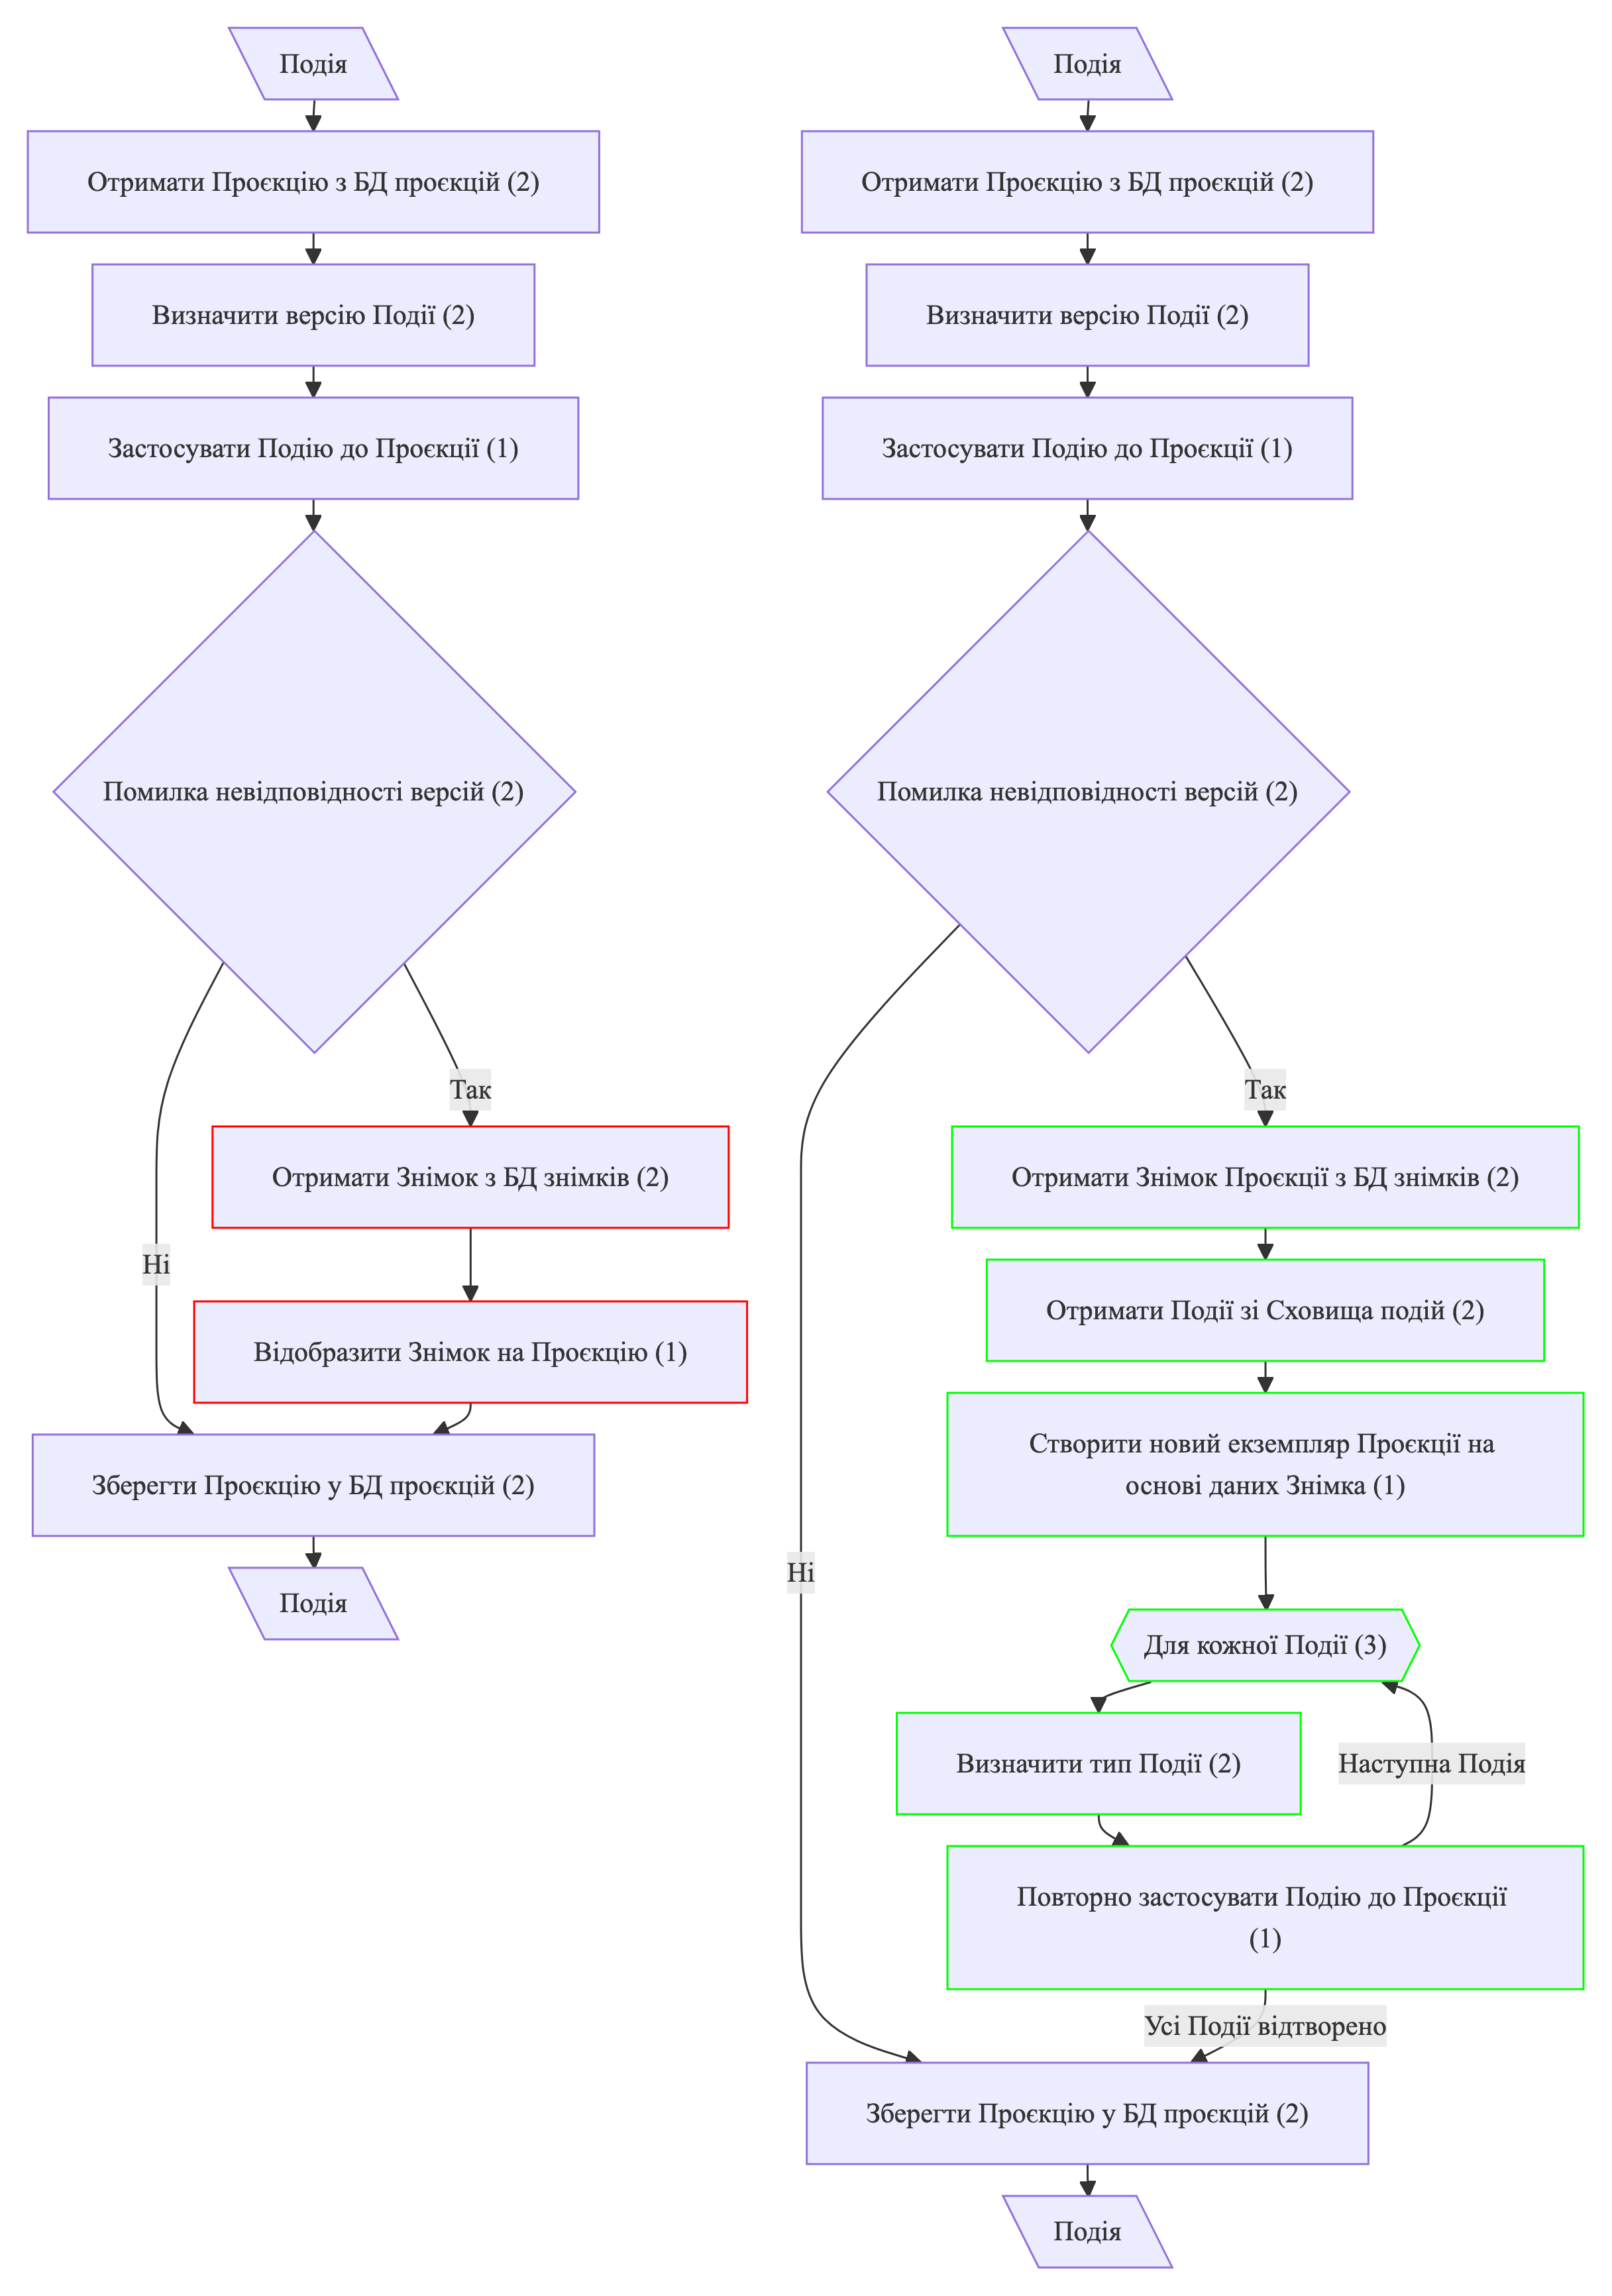 Подія
Отримати Проєкцію з БД проєкцій (2)
Визначити версію Події (2)
Застосувати Подію до Проєкції (1)
Помилка невідповідності версій (2)
Так
Отримати Знімок з БД знімків (2)
Ні
Відобразити Знімок на Проєкцію (1)
Зберегти Проєкцію у БД проєкцій (2)
Подія
Подія
Отримати Проєкцію з БД проєкцій (2)
Визначити версію Події (2)
Застосувати Подію до Проєкції (1)
Помилка невідповідності версій (2)
Так
Отримати Знімок Проєкції з БД знімків (2)
Отримати Події зі Сховища подій (2)
Створити новий екземпляр Проєкції на
основі даних Знімка (1)
Ні
Для кожної Події (3)
Визначити тип Події (2)
Наступна Подія
Повторно застосувати Подію до Проєкції
(1)
Усі Події відтворено
Зберегти Проєкцію у БД проєкцій (2)
Подія